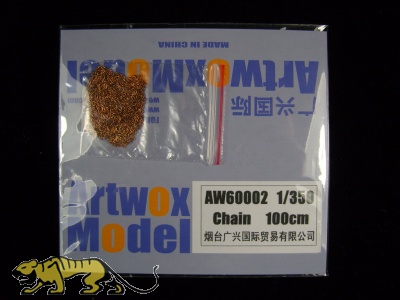 MADE IN CHINA
ArtwoxModel
广兴国际
Artwox
Model
AW60002 1/350
Chain 100cm
烟台广兴国际贸易有限公司